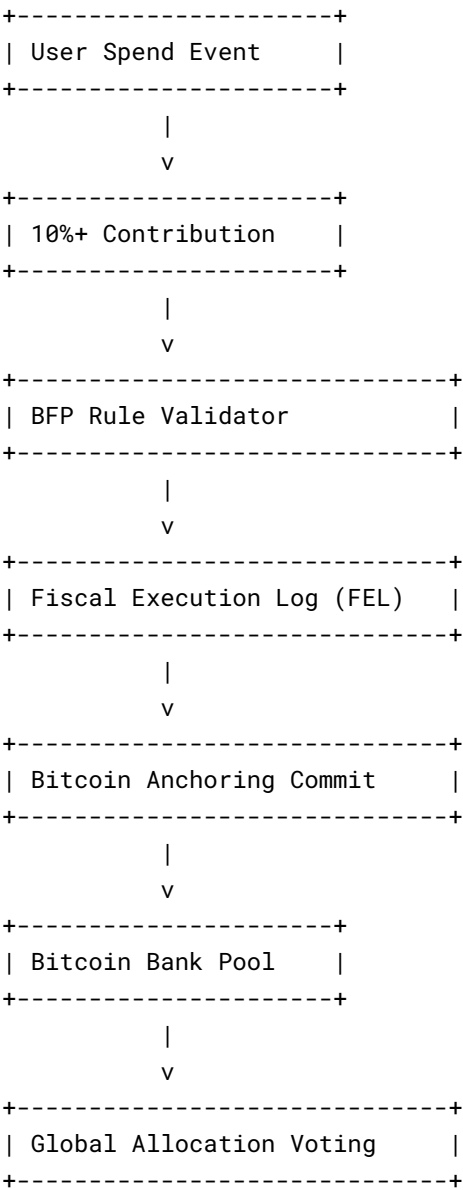 +----------------------+
| User Spend Event     |
+----------------------+
           |
           v
+----------------------+
| 10%+ Contribution    |
+----------------------+
           |
           v
+------------------------------+
| BFP Rule Validator           |
+------------------------------+
           |
           v
+------------------------------+
| Fiscal Execution Log (FEL)   |
+------------------------------+
           |
           v
+------------------------------+
| Bitcoin Anchoring Commit     |
+------------------------------+
           |
           v
+----------------------+
| Bitcoin Bank Pool    |
+----------------------+
           |
           v
+------------------------------+
| Global Allocation Voting     |
+------------------------------+